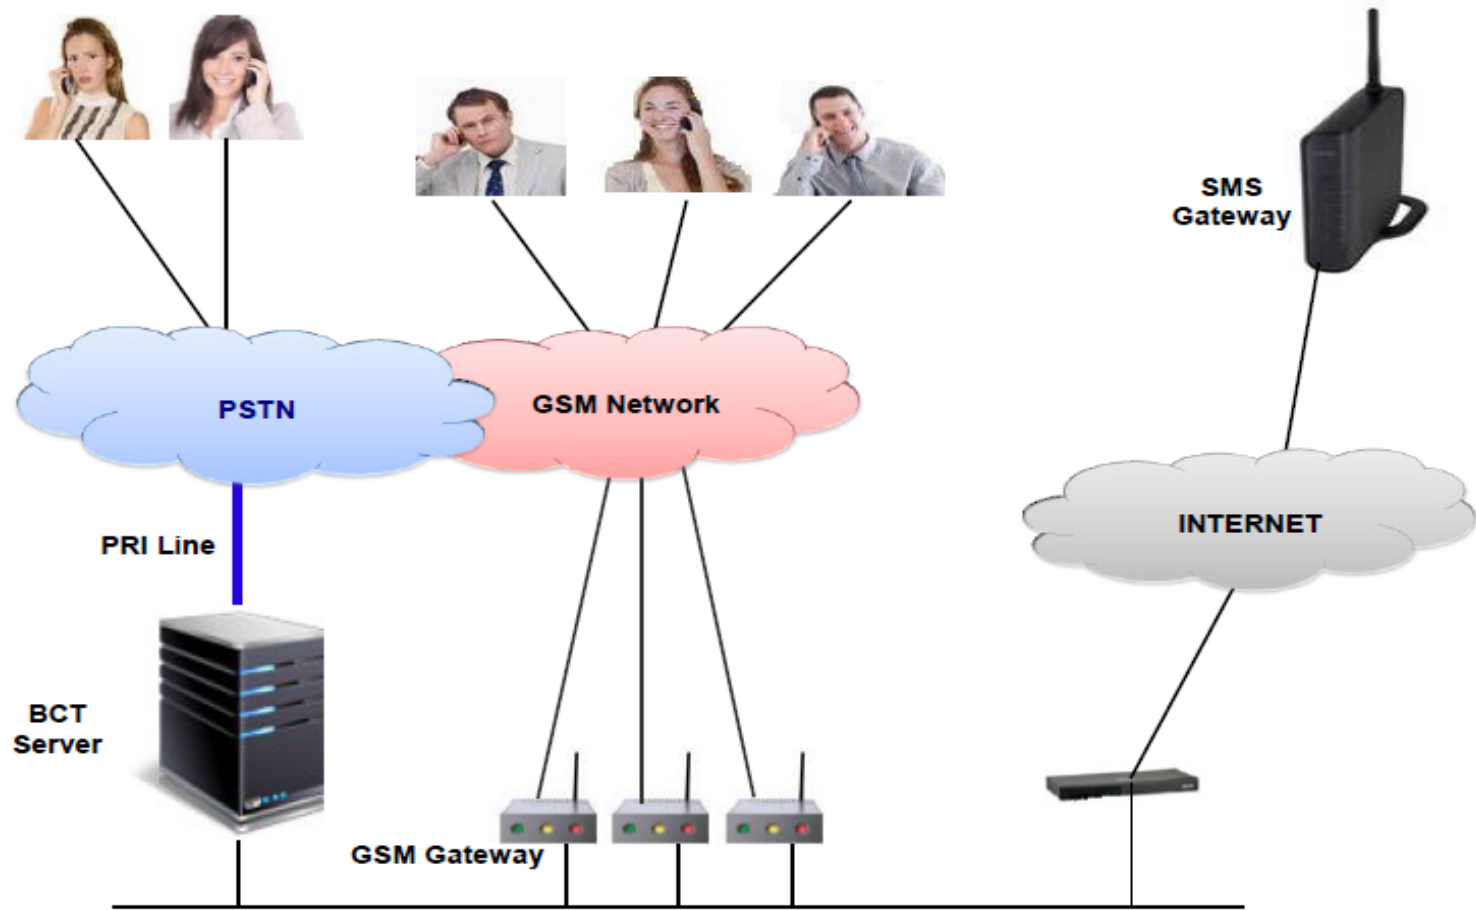 SMS
Gateway
PSTN
GSM Network
INTERNET
PRI Line
BCT
Server
GSM Gateway